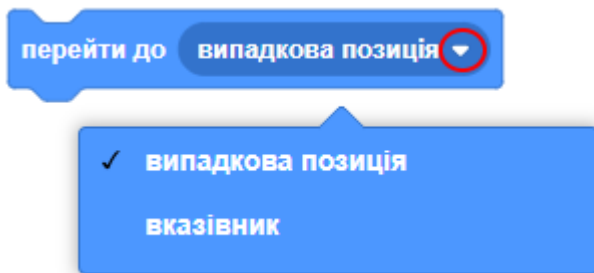 перейти до випадкова позиція
✓ випадкова позиція
вказівник